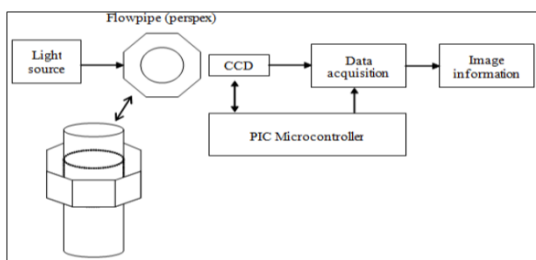 Flowpipe (perspex)
Light
source
CCD
Data
acquisition
Image
information
PIC Microcontroller